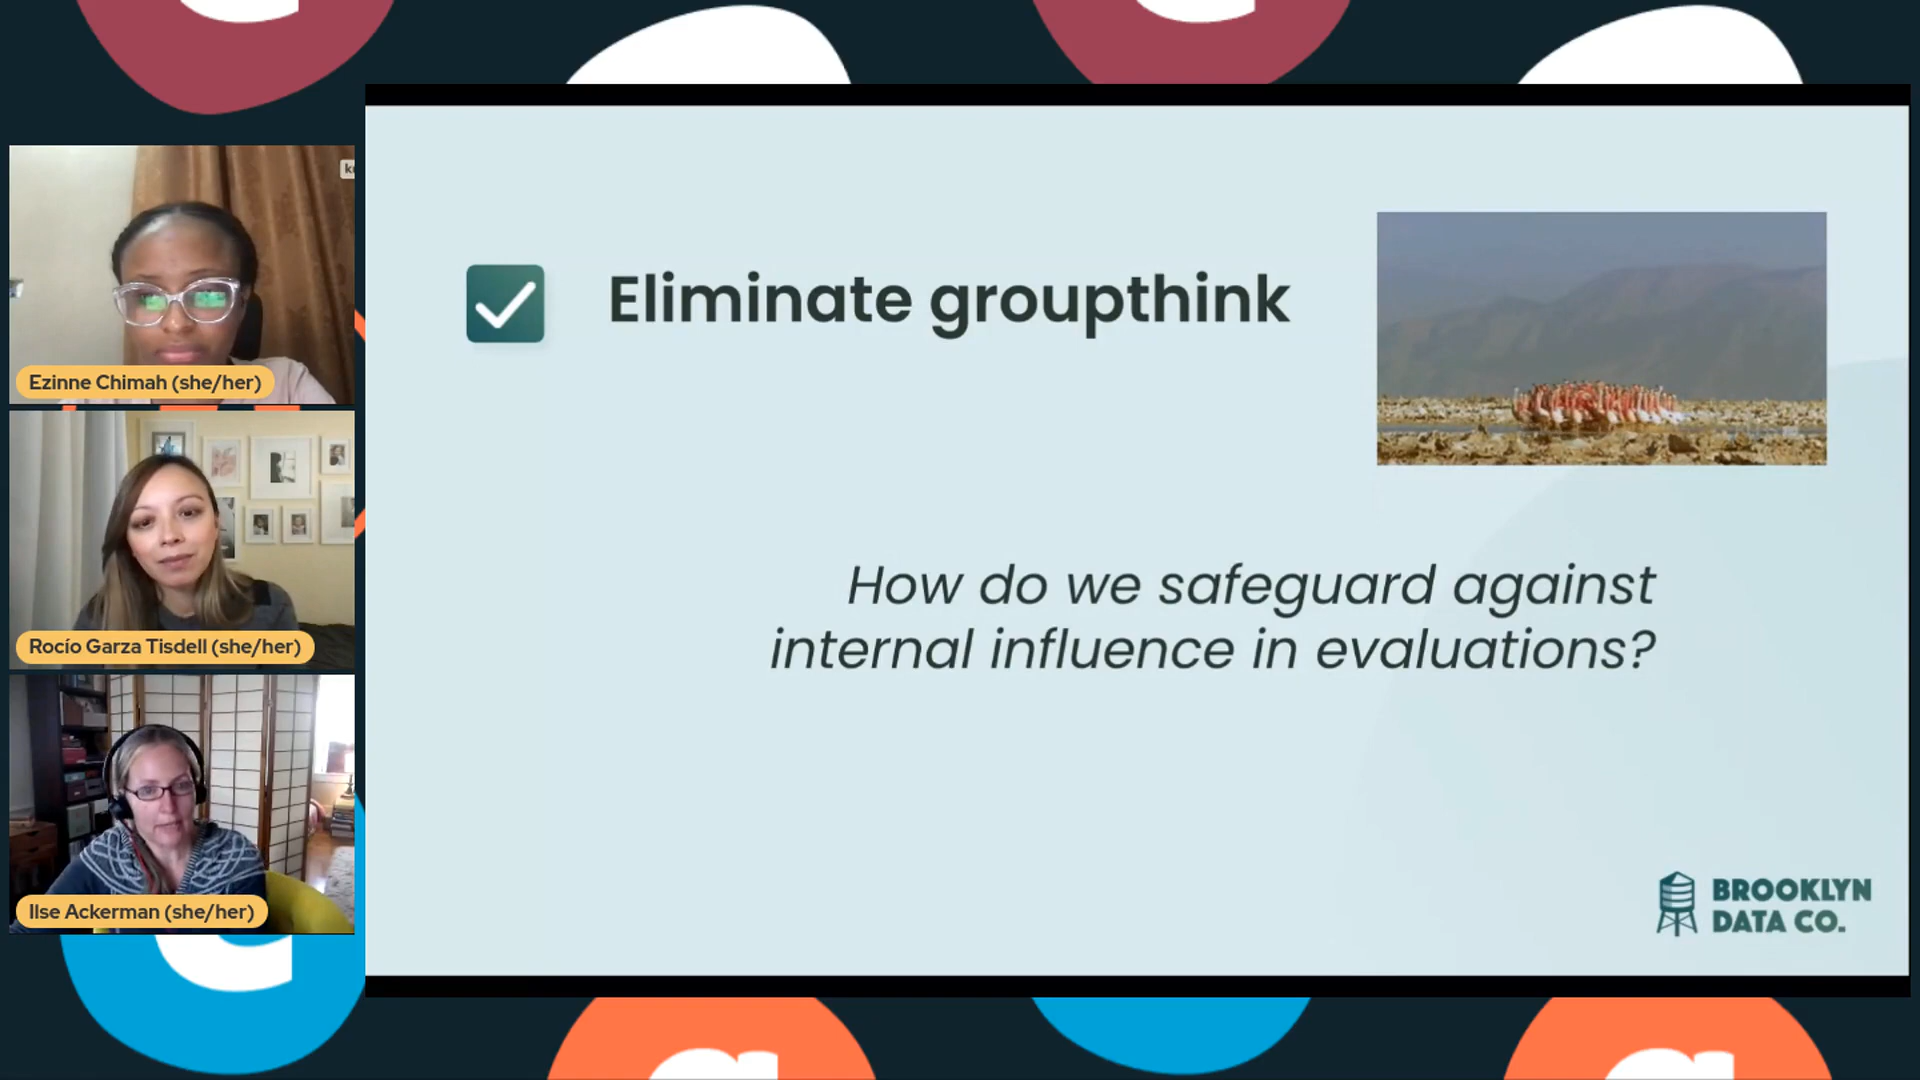 Ezinne Chimah (she/her)
Rocío Garza Tisdell (she/her)
Ilse Ackerman (she/her)
Eliminate groupthink
How do we safeguard against
internal influence in evaluations?
BROOKLYN
DATA CO.